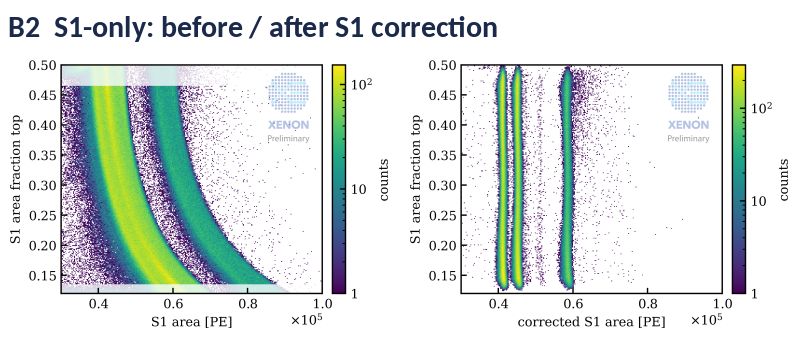 B2 S1-only: before / after S1 correction
0.50
0.45
0.40
0.35
0.30
0.25
0.20
0.15
S1 area fraction top
0.4
0.6
0.8
1.0
×10⁵
S1 area [PE]
XENON
Preliminary
10²
10
1
counts
0.50
0.45
0.40
0.35
0.30
0.25
0.20
0.15
S1 area fraction top
0.4
0.6
0.8
1.0
×10⁵
corrected S1 area [PE]
XENON
Preliminary
10²
10
1
counts